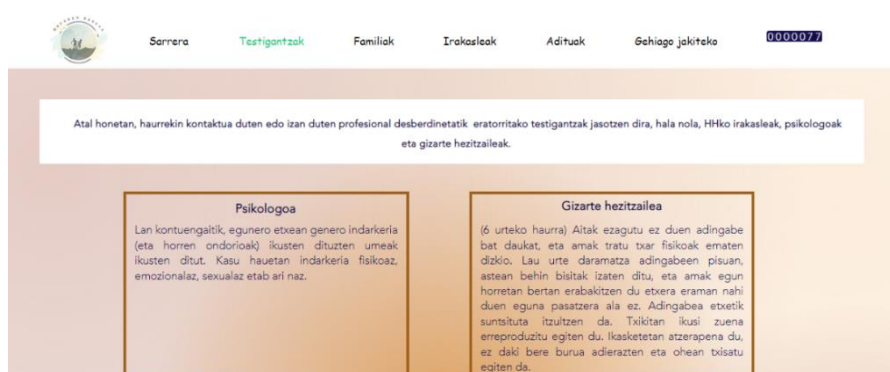 Sarrera Testigantzak Familiak Irakasleak Adituak Gehiago jakiteko 0000077
Atal honetan, haurrekin kontaktua duten edo izan duten profesional desberdinetatik eratorritako testigantzak jasotzen dira, hala nola, HHko irakasleak, psikologoak
eta gizarte hezitzaileak.
Psikologoa
Lan kontuengaitik, egunero etxean genero indarkeria
(eta horren ondorioak) ikusten dituzten umeak
ikusten ditut. Kasu hauetan indarkeria fisikoaz,
emozionalaz, sexualaz etab ari naz.
Gizarte hezitzailea
(6 urteko haurra) Aitak ezagutu ez duen adingabe
bat daukat, eta amak tratu txar fisikoak ematen
dizkio. Lau urte daramatza adingabeen pisuan,
astean behin bisitak izaten ditu, eta amak egun
horretan bertan erabakitzen du etxera eraman nahi
duen eguna pasatzera ala ez. Adingabea etxetik
suntsituta itzultzen da. Txikitan ikusi zuena
erreproduzitu egiten du. Ikasketetan atzerapena du,
ez daki bere burua adierazten eta ohean txisatu
egiten da.